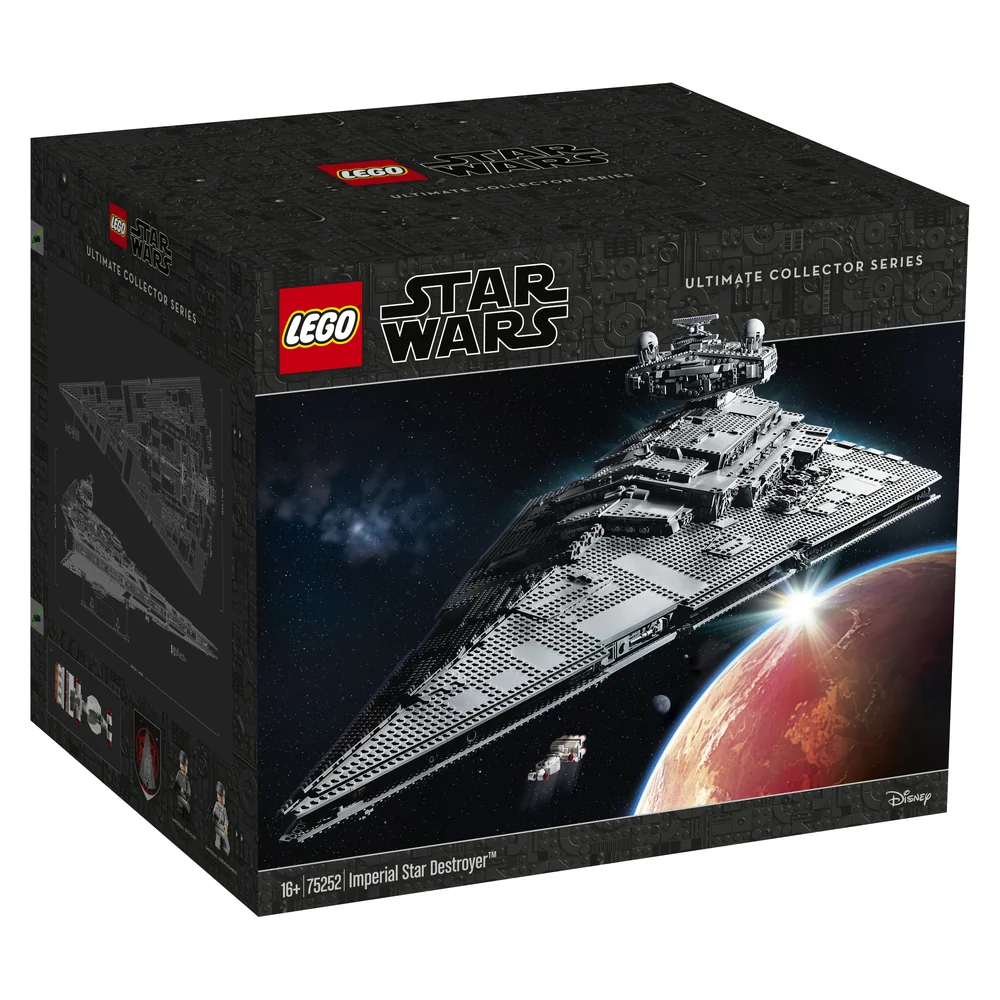 LEGO STAR WARS
ULTIMATE COLLECTOR SERIES
LEGO STAR WARS
ULTIMATE COLLECTOR SERIES
LEGO
STAR
WARS
ULTIMATE COLLECTOR SERIES
Disney
16+ 75252 Imperial Star Destroyer™